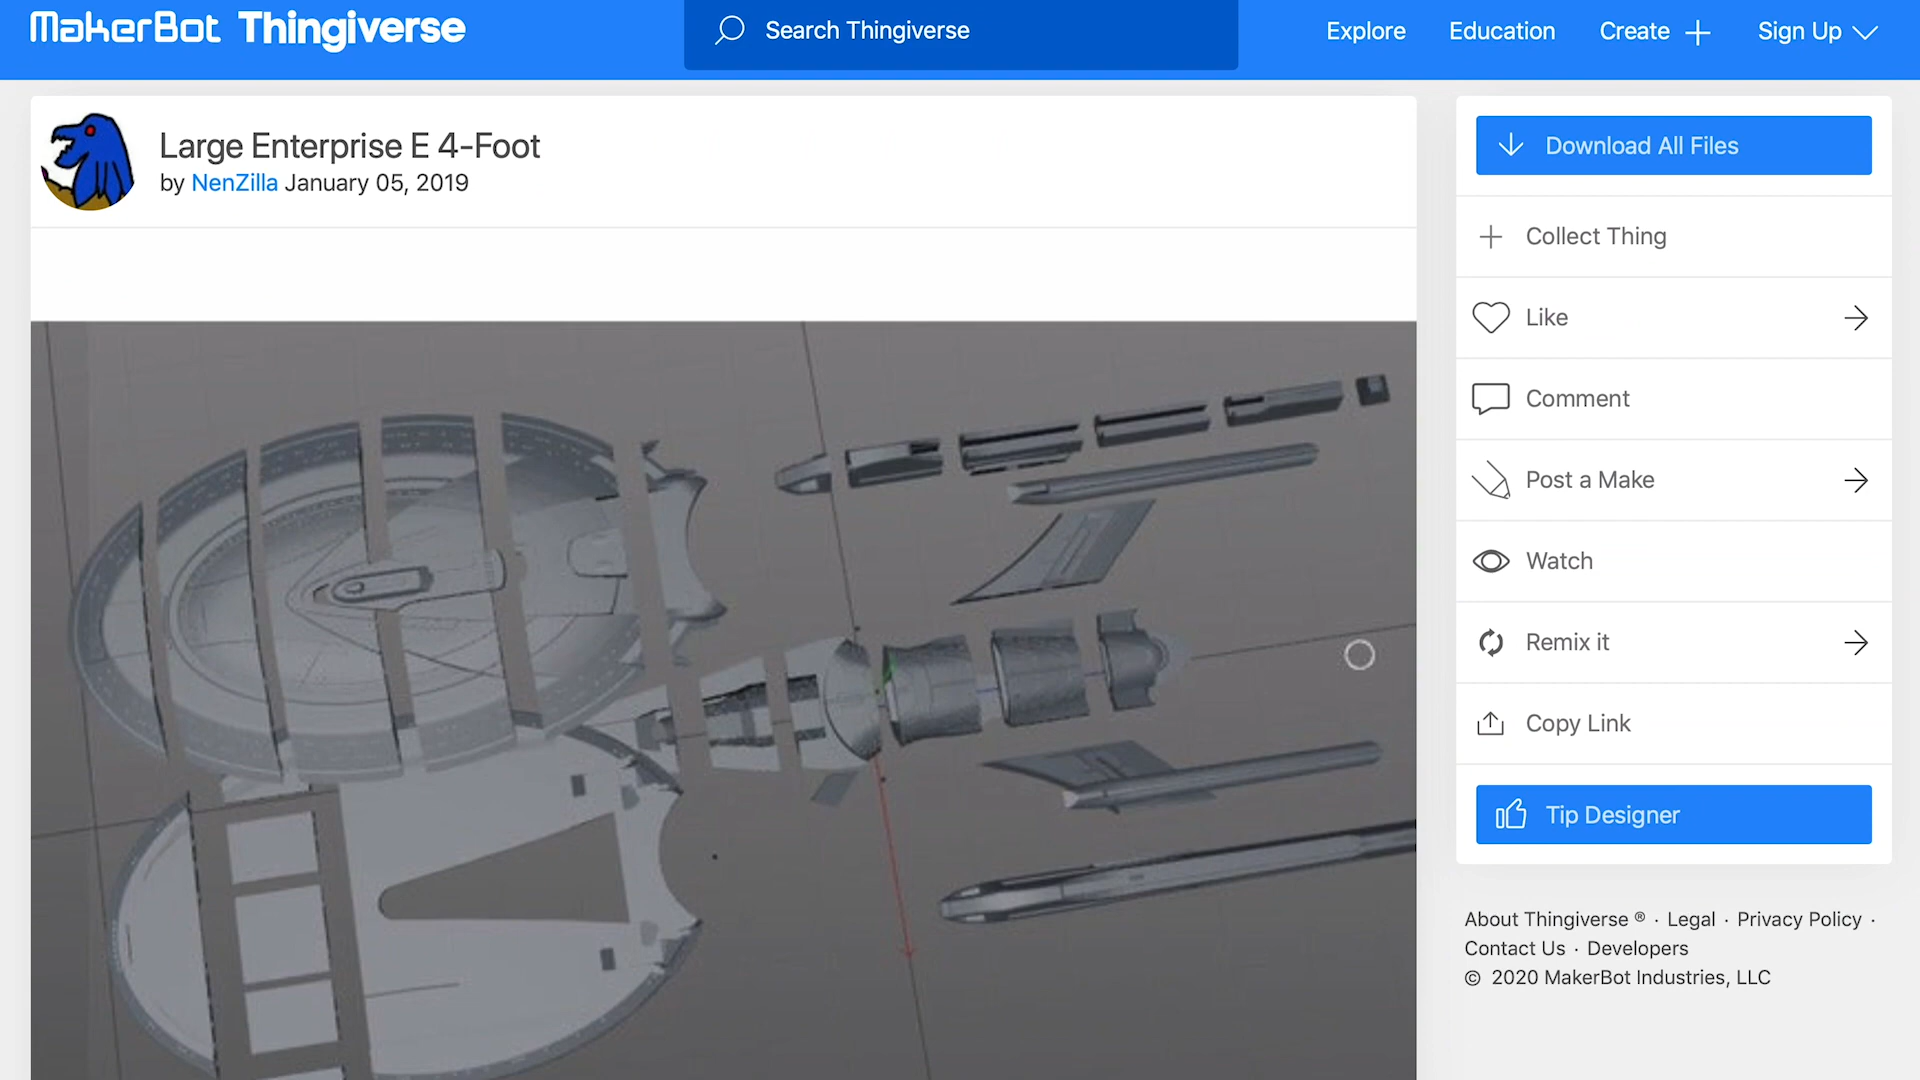 MakerBot Thingiverse
Search Thingiverse
Explore
Education
Create
Sign Up
Large Enterprise E 4-Foot
by NenZilla January 05, 2019
Download All Files
Collect Thing
Like
Comment
Post a Make
Watch
Remix it
Copy Link
Tip Designer
About Thingiverse ® · Legal · Privacy Policy ·
Contact Us · Developers
© 2020 MakerBot Industries, LLC